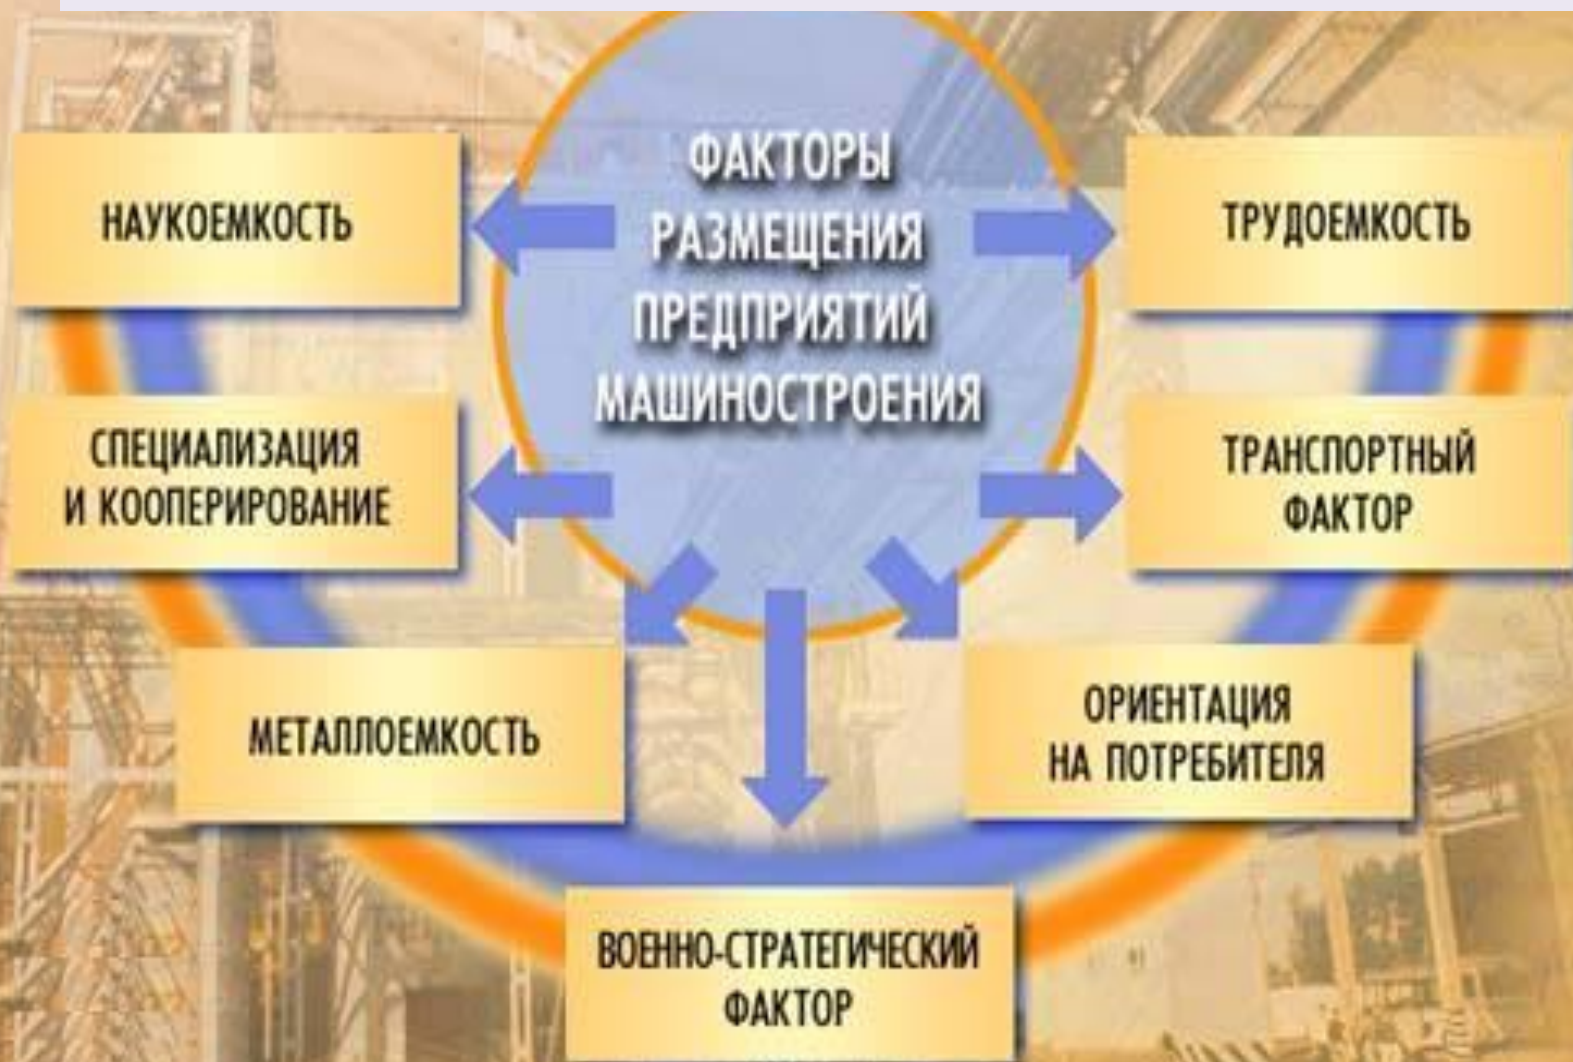 ФАКТОРЫ
РАЗМЕЩЕНИЯ
ПРЕДПРИЯТИЙ
МАШИНОСТРОЕНИЯ
НАУКОЕМКОСТЬ
ТРУДОЕМКОСТЬ
СПЕЦИАЛИЗАЦИЯ
И КООПЕРИРОВАНИЕ
ТРАНСПОРТНЫЙ
ФАКТОР
МЕТАЛЛОЕМКОСТЬ
ОРИЕНТАЦИЯ
НА ПОТРЕБИТЕЛЯ
ВОЕННО-СТРАТЕГИЧЕСКИЙ
ФАКТОР